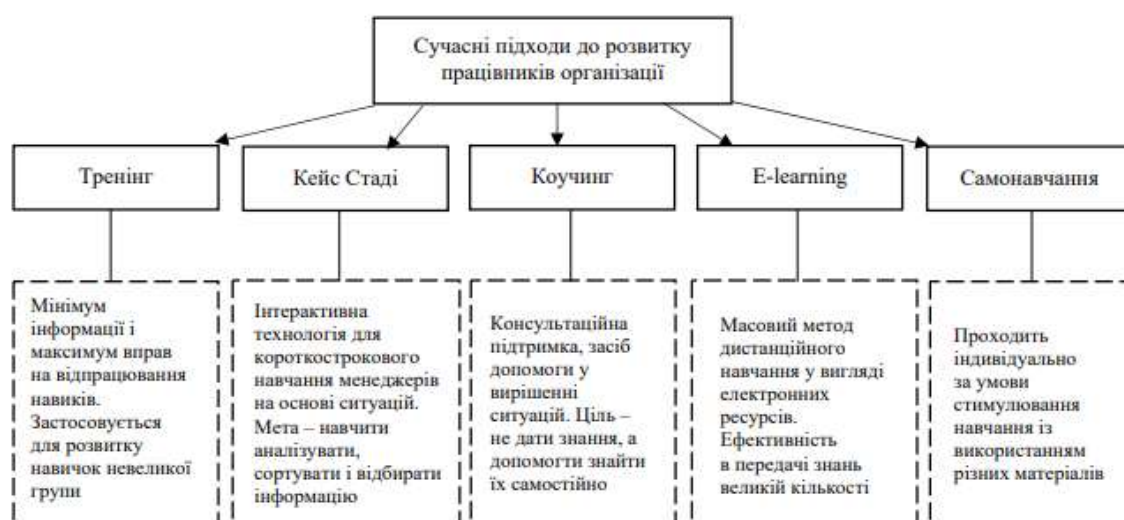 Сучасні підходи до розвитку
працівників організації
Тренінг
Кейс Стаді
Коучинг
E-learning
Самонавчання
Мінімум
інформації і
максимум вправ
на відпрацювання
навиків.
Застосовується
для розвитку
навичок невеликої
групи
Інтерактивна
технологія для
короткострокового
навчання менеджерів
на основі ситуацій.
Мета – навчити
аналізувати,
сортувати і відбирати
інформацію
Консультаційна
підтримка, засіб
допомоги у
вирішенні
ситуацій. Ціль –
не дати знання, а
допомогти знайти
їх самостійно
Масовий метод
дистанційного
навчання у вигляді
електронних
ресурсів.
Ефективність
в передачі знань
великій кількості
Проходить
індивідуально
за умови
стимулювання
навчання із
використанням
різних матеріалів